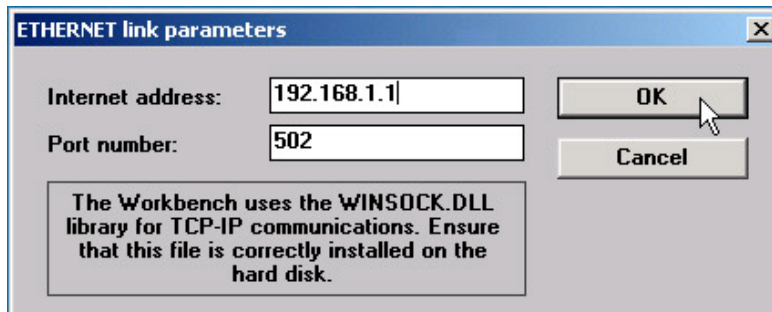 ETHERNET link parameters
Internet address: 192.168.1.1 OK
Port number: 502
Cancel
The Workbench uses the WINSOCK.DLL
library for TCP-IP communications. Ensure
that this file is correctly installed on the
hard disk.